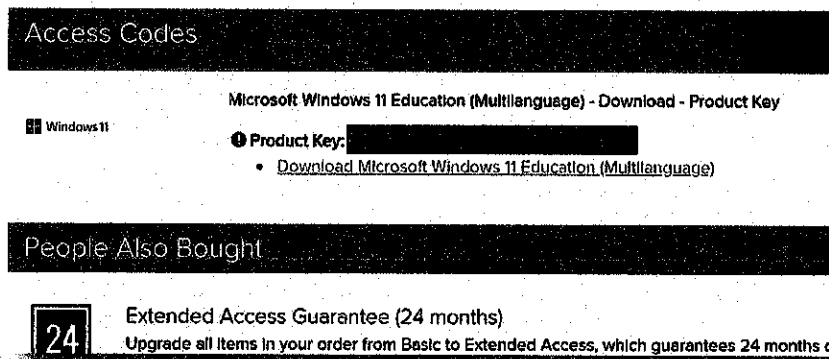 Access Codes
Microsoft Windows 11 Education (Multilanguage) - Download - Product Key
Windows 11
Product Key:
• Download Microsoft Windows 11 Education (Multilanguage)
People Also Bought
24
Extended Access Guarantee (24 months)
Upgrade all items in your order from Basic to Extended Access, which guarantees 24 months